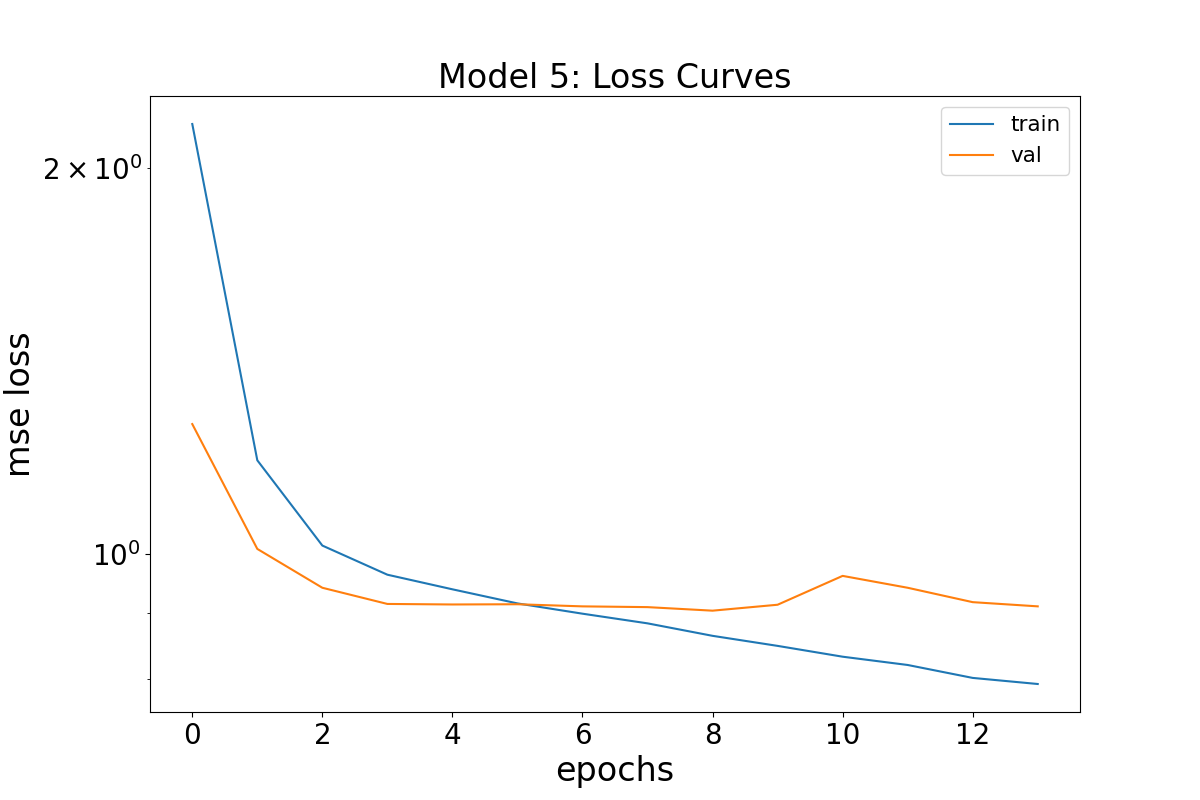 Model 5: Loss Curves
train
val
2 × 10⁰
10⁰
mse loss
0 2 4 6 8 10 12
epochs